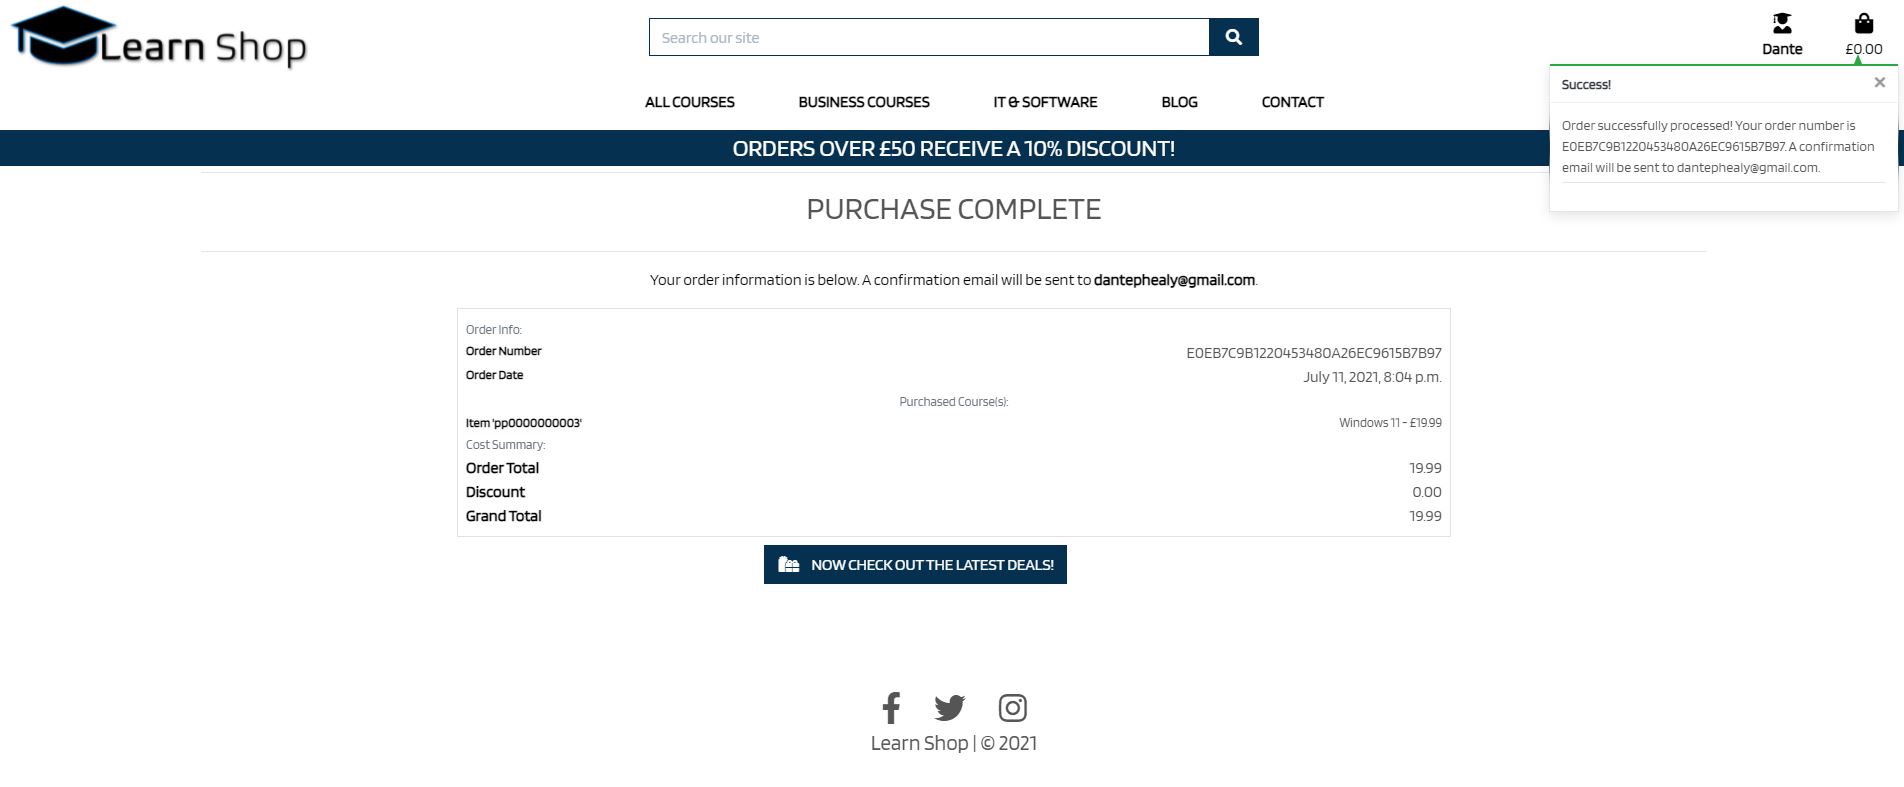 Learn Shop
Search our site
Dante
£0.00
ALL COURSES
BUSINESS COURSES
IT & SOFTWARE
BLOG
CONTACT
Success!
×
Order successfully processed! Your order number is
E0EB7C9B1220453480A26EC9615B7B97. A confirmation
email will be sent to dantephealy@gmail.com.
ORDERS OVER £50 RECEIVE A 10% DISCOUNT!
PURCHASE COMPLETE
Your order information is below. A confirmation email will be sent to dantephealy@gmail.com.
Order Info:
Order Number E0EB7C9B1220453480A26EC9615B7B97
Order Date July 11, 2021, 8:04 p.m.
Purchased Course(s):
Item 'pp0000000003' Windows 11 - £19.99
Cost Summary:
Order Total 19.99
Discount 0.00
Grand Total 19.99
NOW CHECK OUT THE LATEST DEALS!
Learn Shop | © 2021